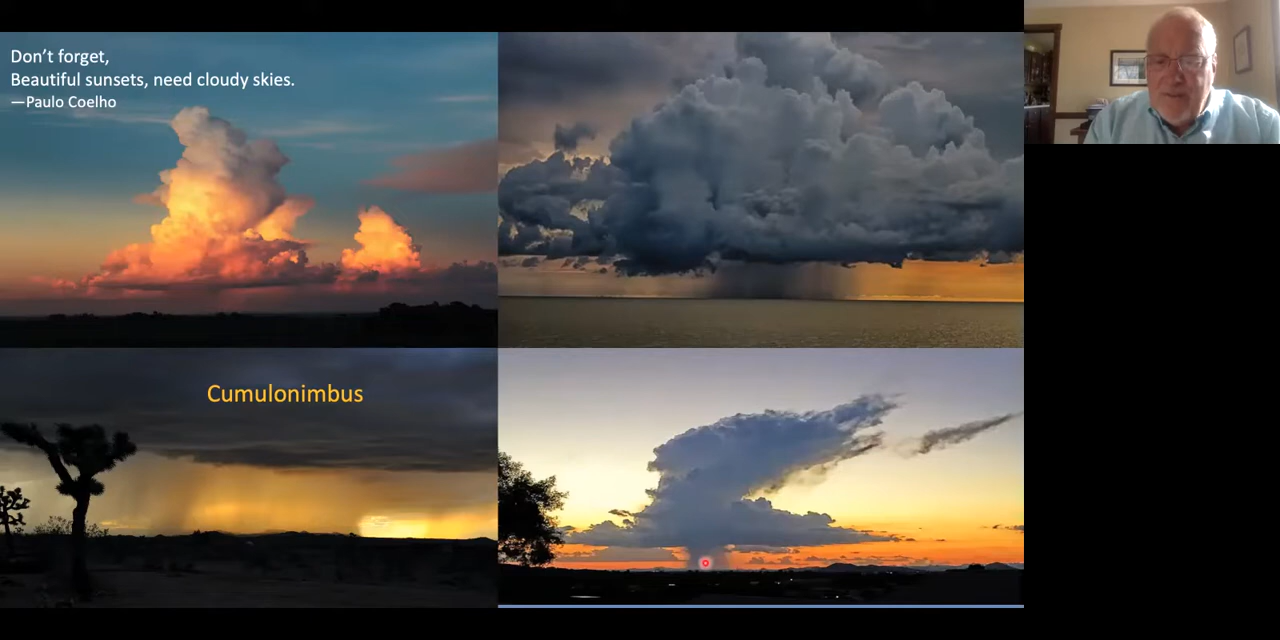 Don’t forget,
Beautiful sunsets, need cloudy skies.
—Paulo Coelho
Cumulonimbus